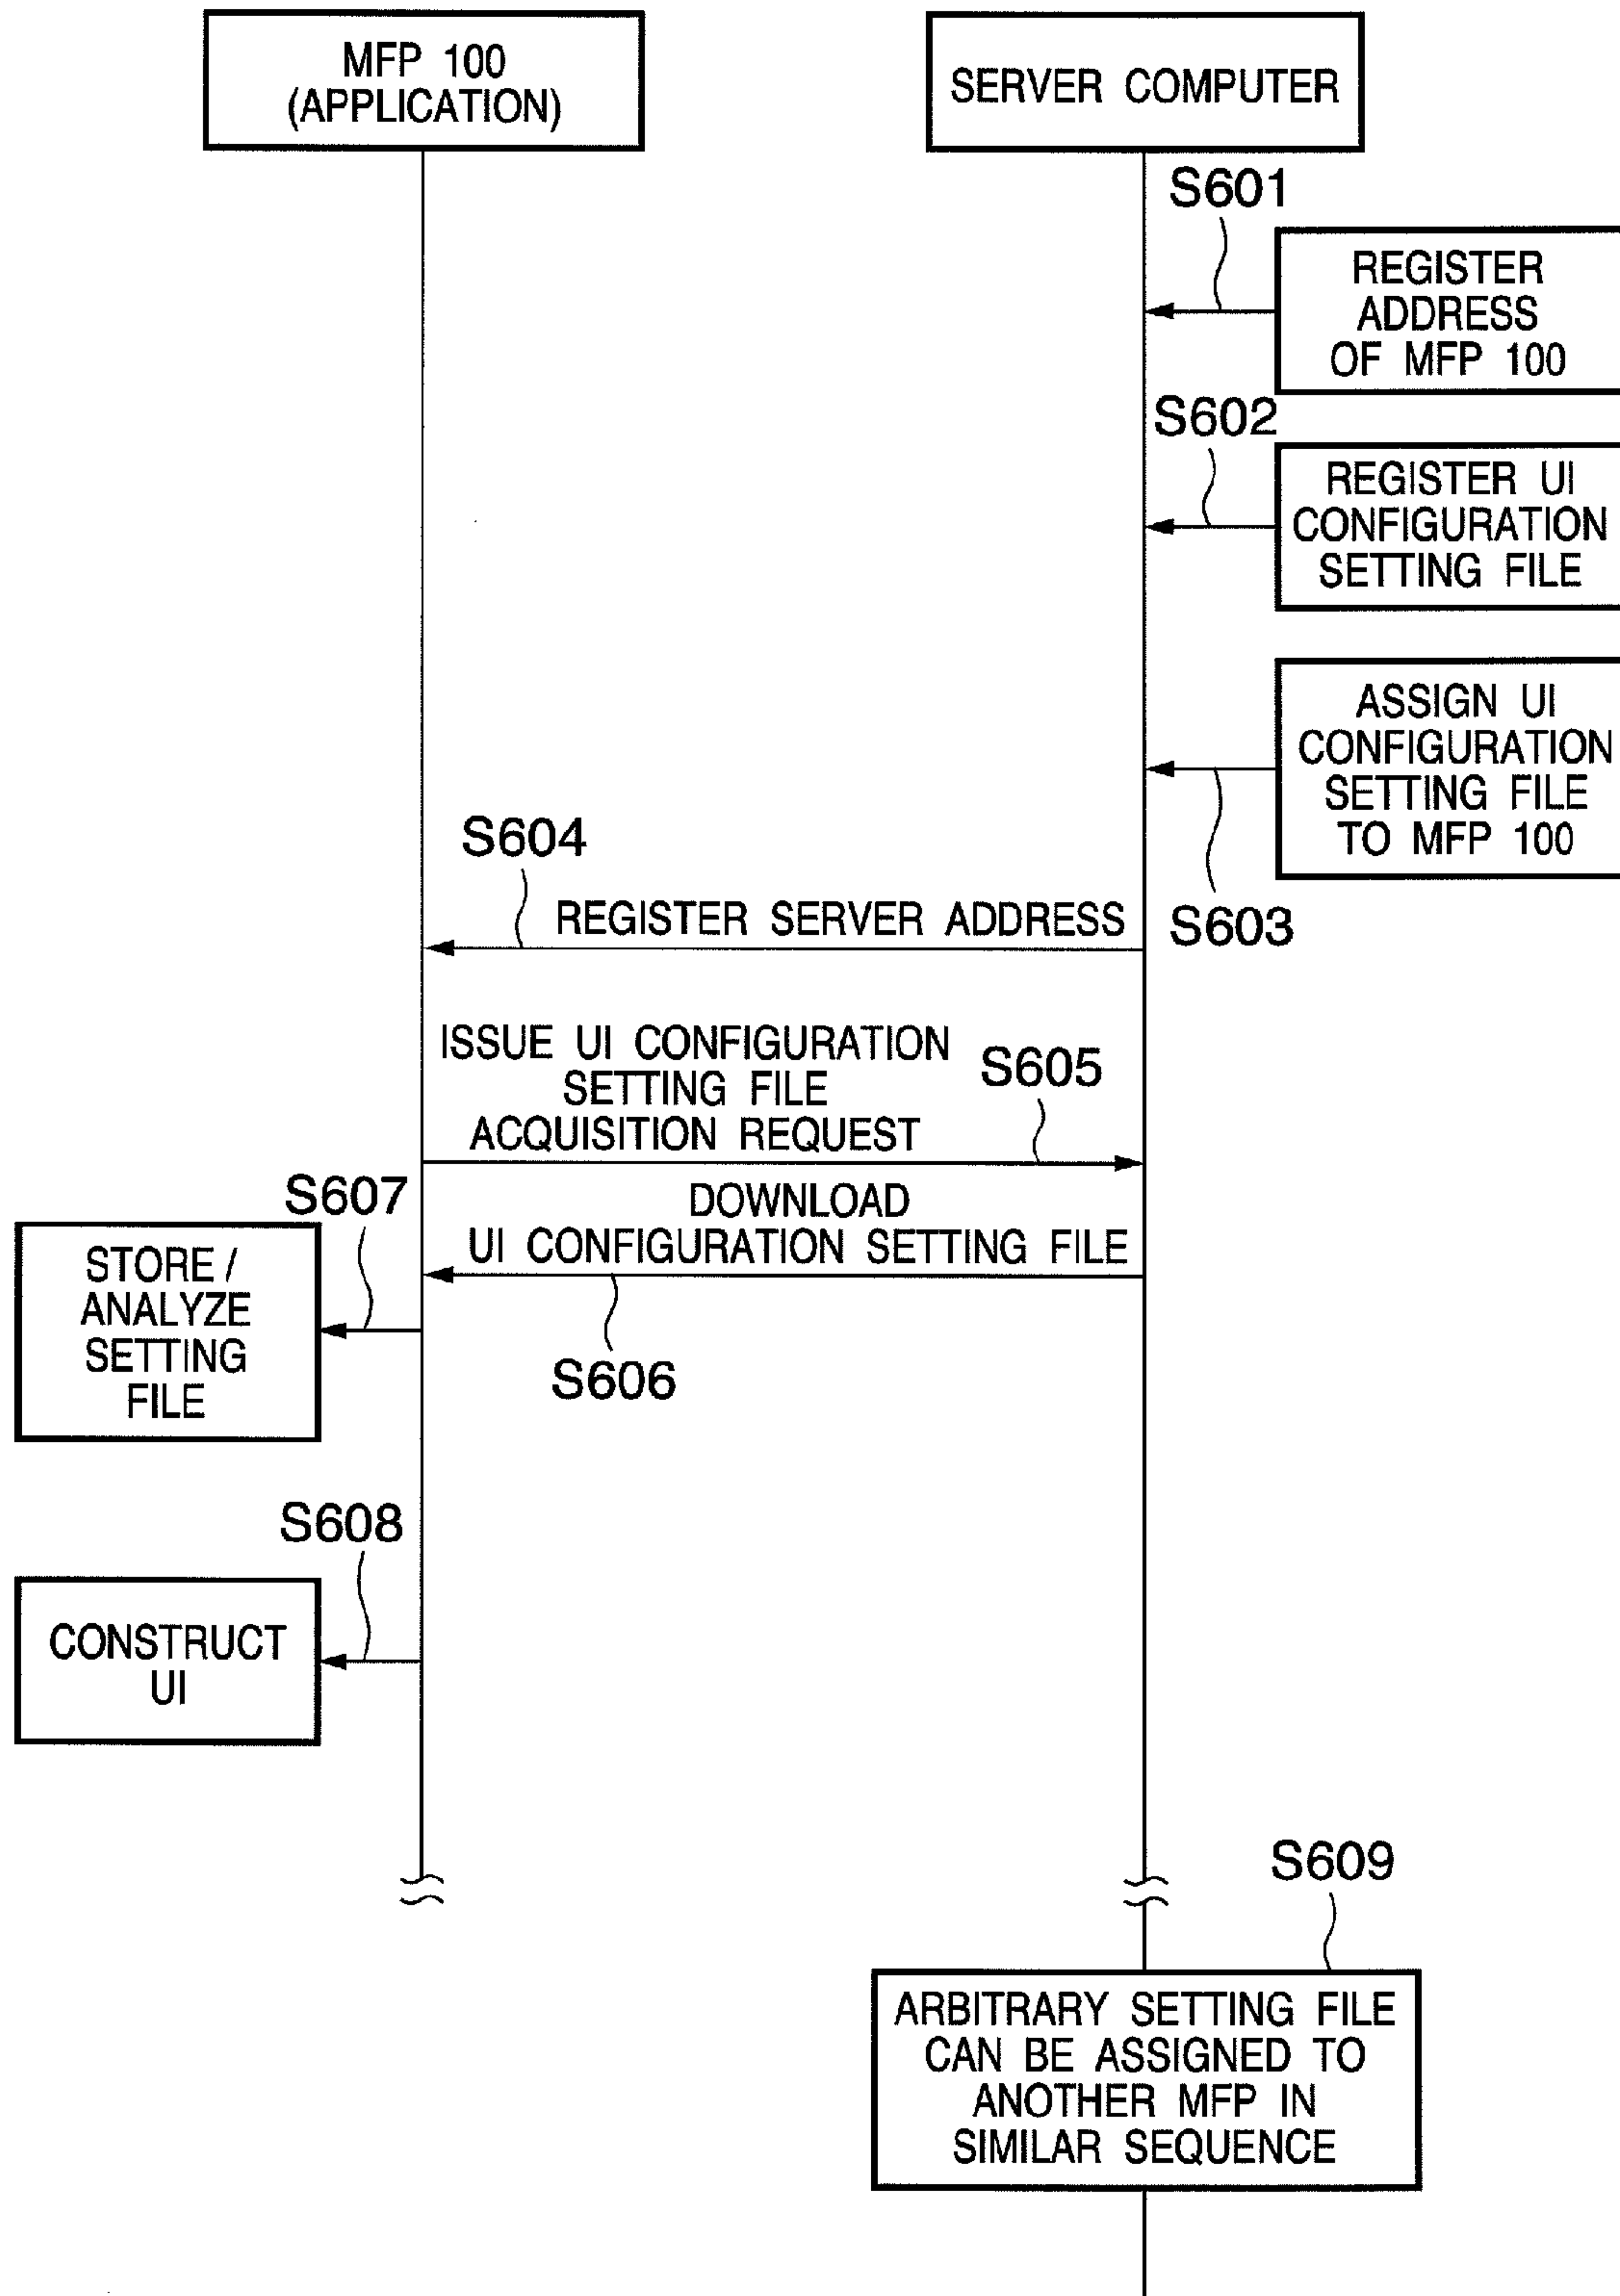 MFP 100
(APPLICATION)
SERVER COMPUTER
S601
REGISTER
ADDRESS
OF MFP 100
S602
REGISTER UI
CONFIGURATION
SETTING FILE
ASSIGN UI
CONFIGURATION
SETTING FILE
TO MFP 100
S603
S604
REGISTER SERVER ADDRESS
ISSUE UI CONFIGURATION
SETTING FILE
ACQUISITION REQUEST
S605
DOWNLOAD
UI CONFIGURATION SETTING FILE
S606
S607
STORE /
ANALYZE
SETTING
FILE
S608
CONSTRUCT
UI
S609
ARBITRARY SETTING FILE
CAN BE ASSIGNED TO
ANOTHER MFP IN
SIMILAR SEQUENCE